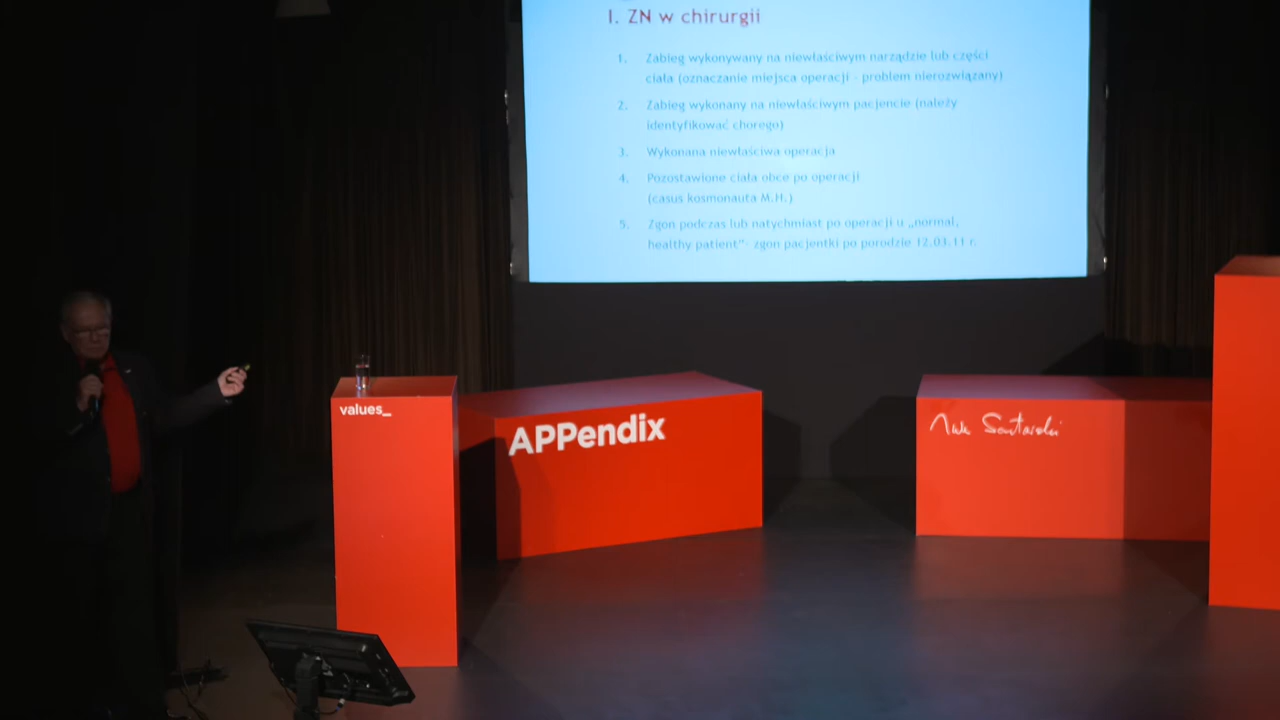 I. ZN w chirurgii
1. Zabieg wykonywany na niewłaściwym narządzie lub części
ciała (oznaczanie miejsca operacji - problem nierozwiązany)
2. Zabieg wykonany na niewłaściwym pacjencie (należy
identyfikować chorego)
3. Wykonana niewłaściwa operacja
4. Pozostawione ciała obce po operacji
(casus kosmonauta M.H.)
5. Zgon podczas lub natychmiast po operacji u „normal,
healthy patient"- zgon pacjentki po porodzie 12.03.11 r.
values_
APPendix